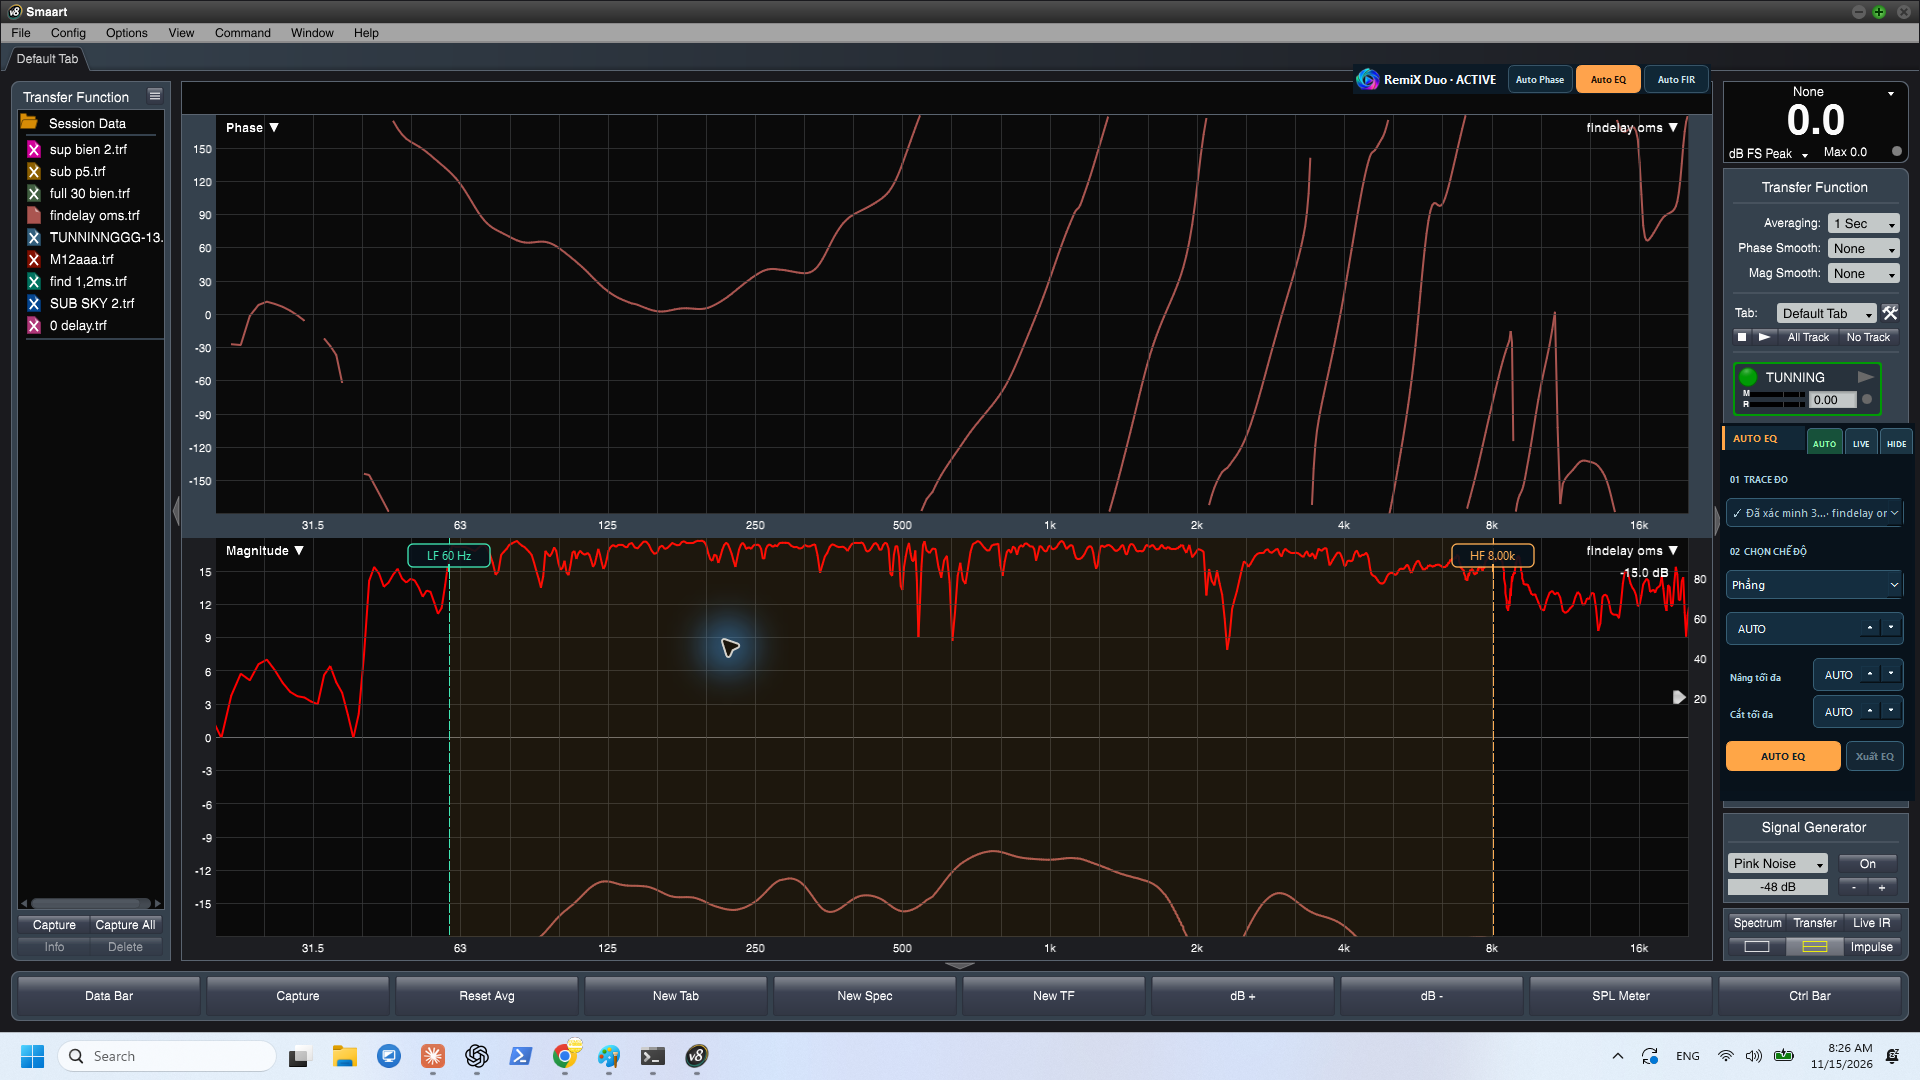 Smaart
File Config Options View Command Window Help
Default Tab
RemiX Duo · ACTIVE Auto Phase Auto EQ Auto FIR
Transfer Function
Session Data
sup bien 2.trf
sub p5.trf
full 30 bien.trf
findelay oms.trf
TUNNINNGGG-13.
M12aaa.trf
find 1,2ms.trf
SUB SKY 2.trf
0 delay.trf
Capture Capture All
Info Delete
Phase ▼ findelay oms ▼
150
120
90
60
30
0
-30
-60
-90
-120
-150
31.5 63 125 250 500 1k 2k 4k 8k 16k
Magnitude ▼ LF 60 Hz HF 8.00k findelay oms ▼
-15.0 dB
15
12
9
6
3
0
-3
-6
-9
-12
-15
80
60
40
20
31.5 63 125 250 500 1k 2k 4k 8k 16k
None
0.0
dB FS Peak Max 0.0
Transfer Function
Averaging: 1 Sec
Phase Smooth: None
Mag Smooth: None
Tab: Default Tab
All Track No Track
TUNNING
M
R
0.00
AUTO EQ AUTO LIVE HIDE
01 TRACE ĐO
✓ Đã xác minh 3...· findelay or
02 CHỌN CHẾ ĐỘ
Phẳng
AUTO
Nâng tối đa AUTO
Cắt tối đa AUTO
AUTO EQ Xuất EQ
Signal Generator
Pink Noise On
-48 dB - +
Spectrum Transfer Live IR
Impulse
Data Bar Capture Reset Avg New Tab New Spec New TF dB + dB - SPL Meter Ctrl Bar
Search
ENG
8:26 AM
11/15/2026